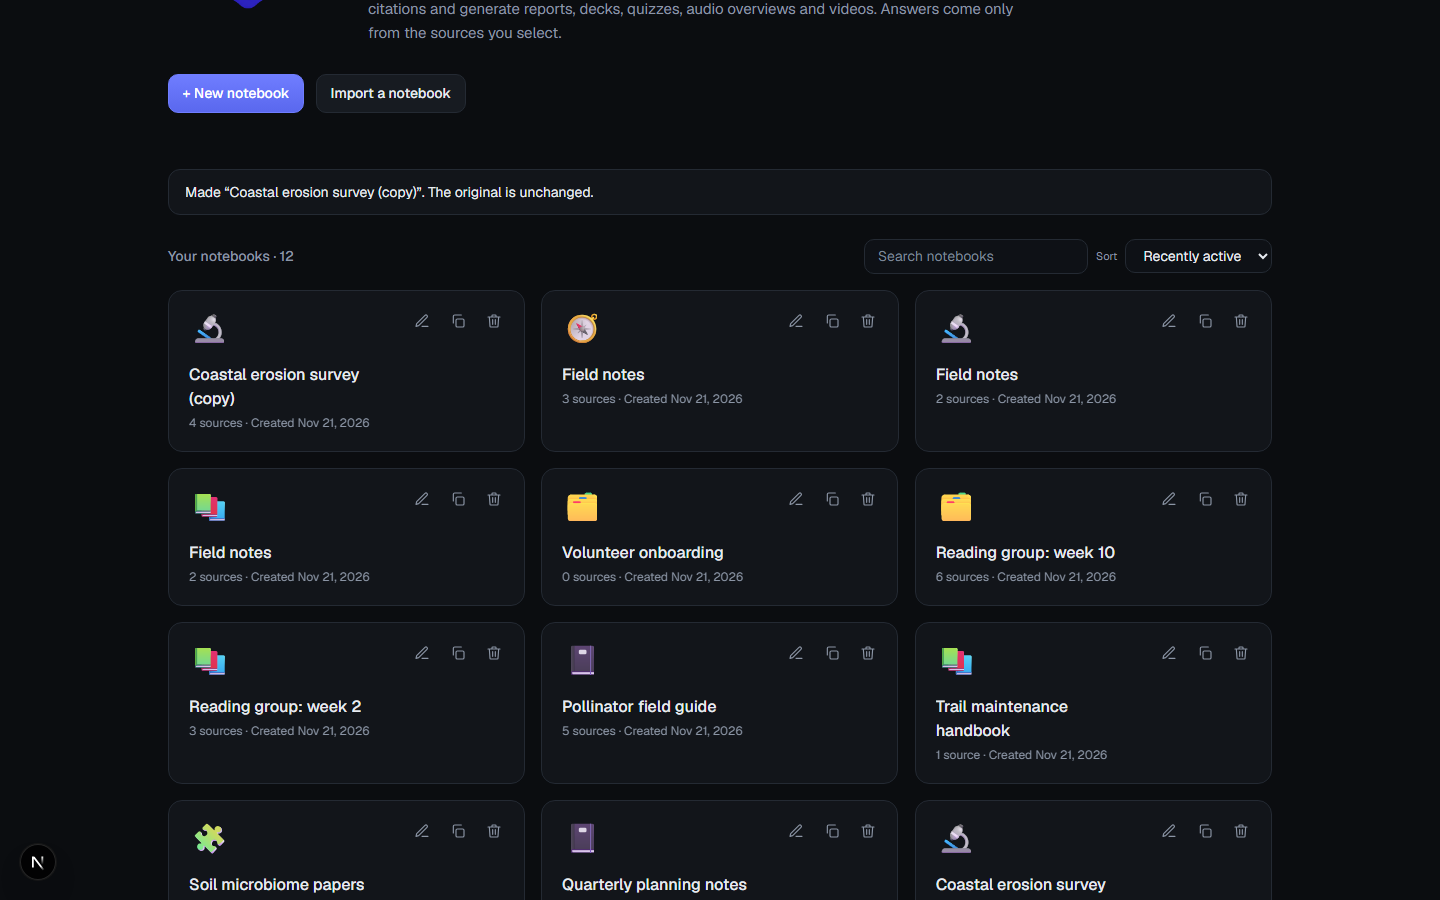 citations and generate reports, decks, quizzes, audio overviews and videos. Answers come only
from the sources you select.
+ New notebook
Import a notebook
Made “Coastal erosion survey (copy)”. The original is unchanged.
Your notebooks · 12
Search notebooks
Sort
Recently active
Coastal erosion survey
(copy)
4 sources · Created Nov 21, 2026
Field notes
3 sources · Created Nov 21, 2026
Field notes
2 sources · Created Nov 21, 2026
Field notes
2 sources · Created Nov 21, 2026
Volunteer onboarding
0 sources · Created Nov 21, 2026
Reading group: week 10
6 sources · Created Nov 21, 2026
Reading group: week 2
3 sources · Created Nov 21, 2026
Pollinator field guide
5 sources · Created Nov 21, 2026
Trail maintenance
handbook
1 source · Created Nov 21, 2026
Soil microbiome papers
Quarterly planning notes
Coastal erosion survey
N